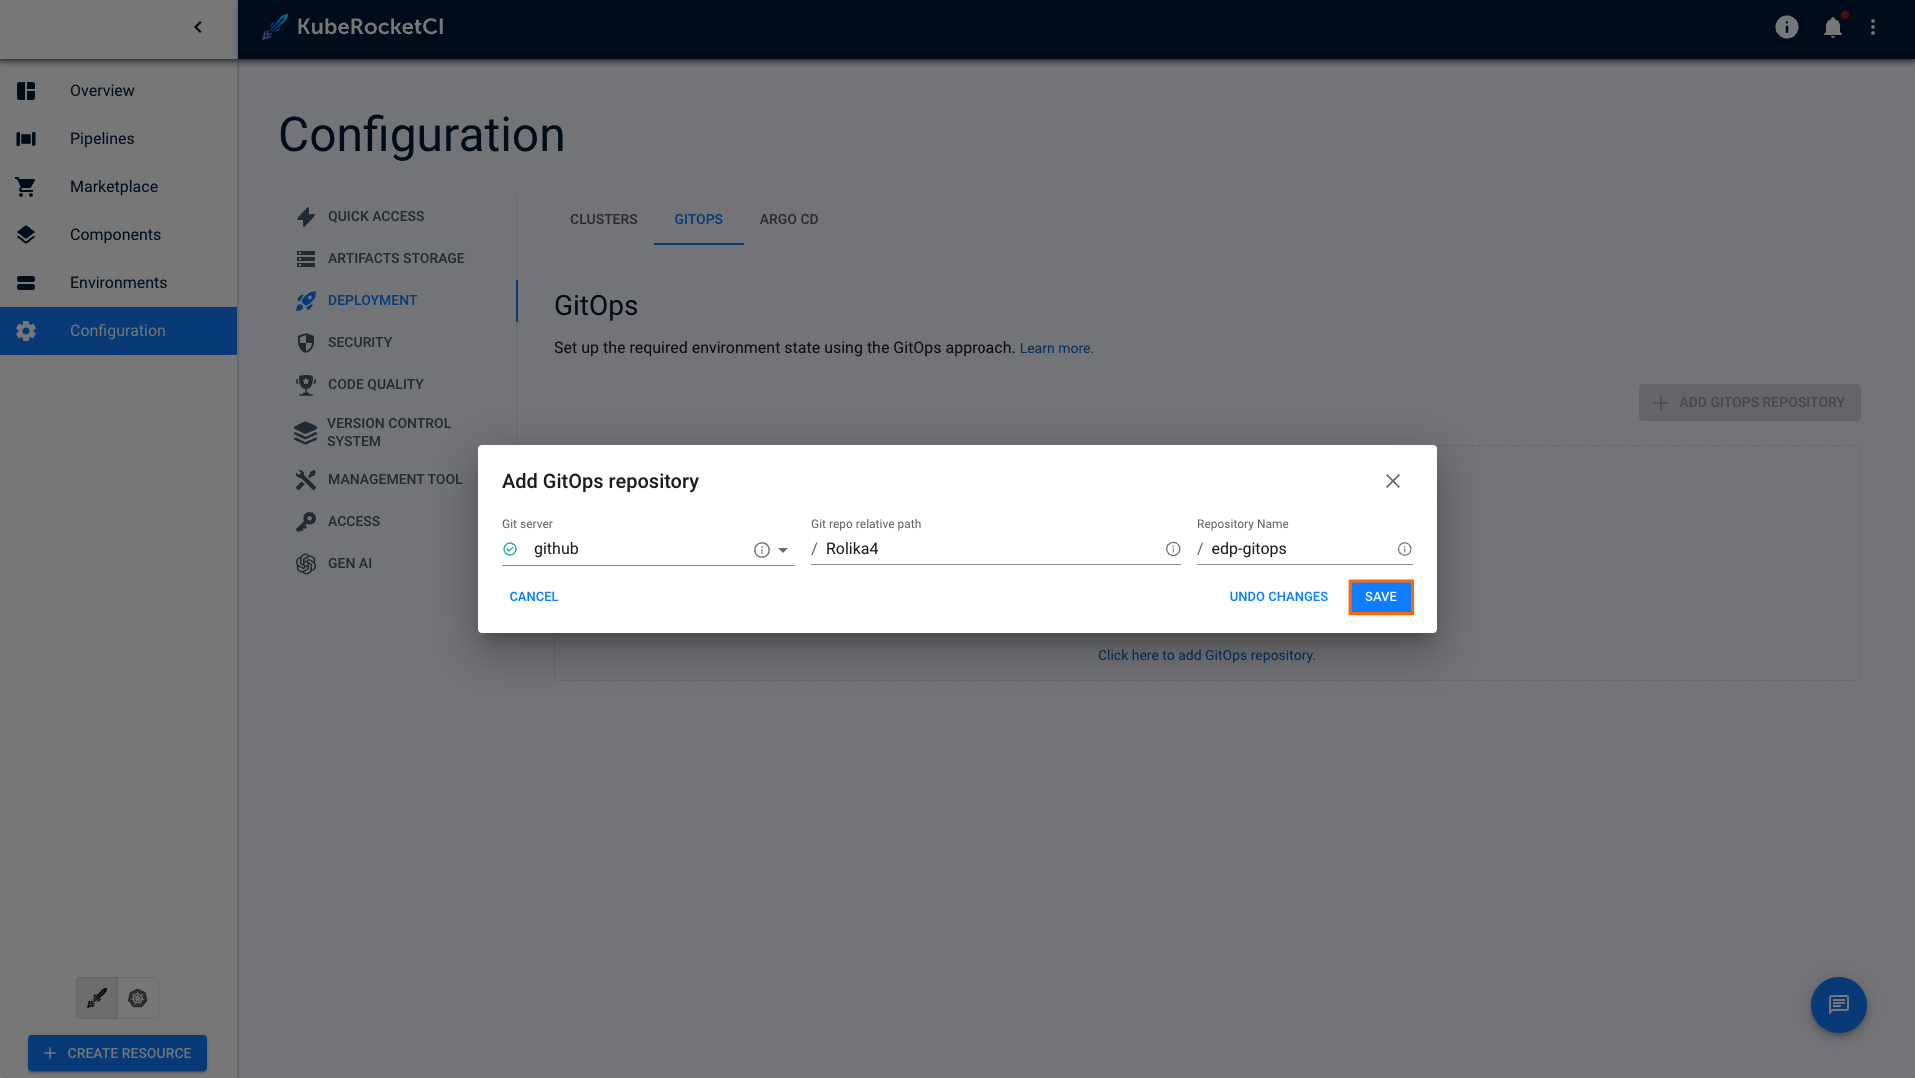 KubeRocketCI
Overview
Pipelines
Marketplace
Components
Environments
Configuration
CREATE RESOURCE
Configuration
QUICK ACCESS
ARTIFACTS STORAGE
DEPLOYMENT
SECURITY
CODE QUALITY
VERSION CONTROL
SYSTEM
MANAGEMENT TOOL
ACCESS
GEN AI
CLUSTERS GITOPS ARGO CD
GitOps
Set up the required environment state using the GitOps approach. Learn more.
ADD GITOPS REPOSITORY
Add GitOps repository
Git server Git repo relative path Repository Name
github / Rolika4 / edp-gitops
CANCEL UNDO CHANGES SAVE
Click here to add GitOps repository.